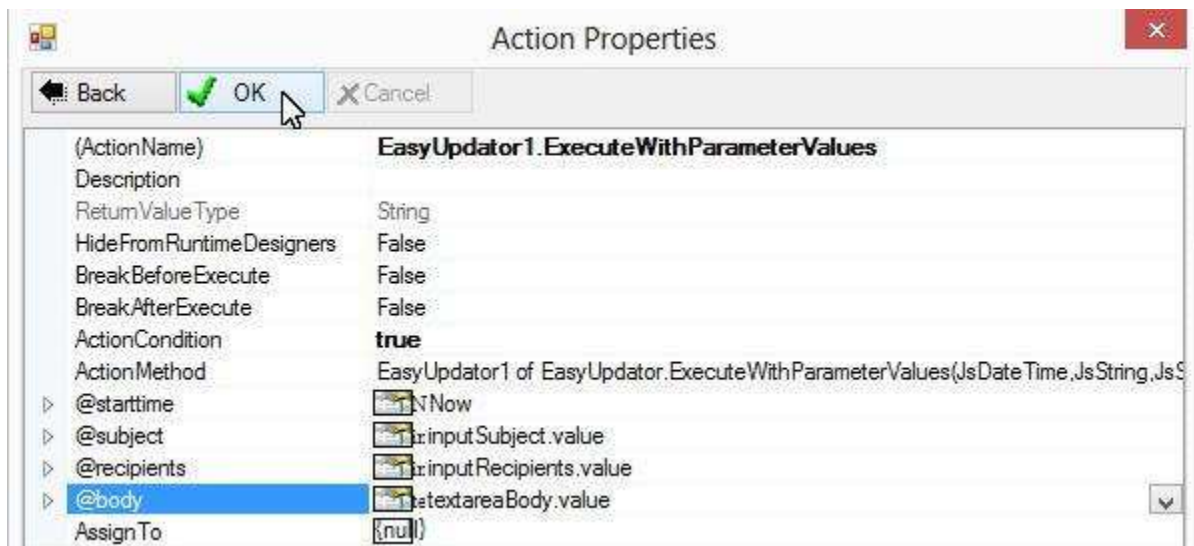 Action Properties
Back OK Cancel
(ActionName) EasyUpdator1.ExecuteWithParameterValues
Description
ReturnValueType String
HideFromRuntimeDesigners False
BreakBeforeExecute False
BreakAfterExecute False
ActionCondition true
ActionMethod EasyUpdator1 of EasyUpdator.ExecuteWithParameterValues(JsDateTime,JsString,JsS
@starttime Now
@subject inputSubject.value
@recipients inputRecipients.value
@body textareaBody.value
AssignTo {null}